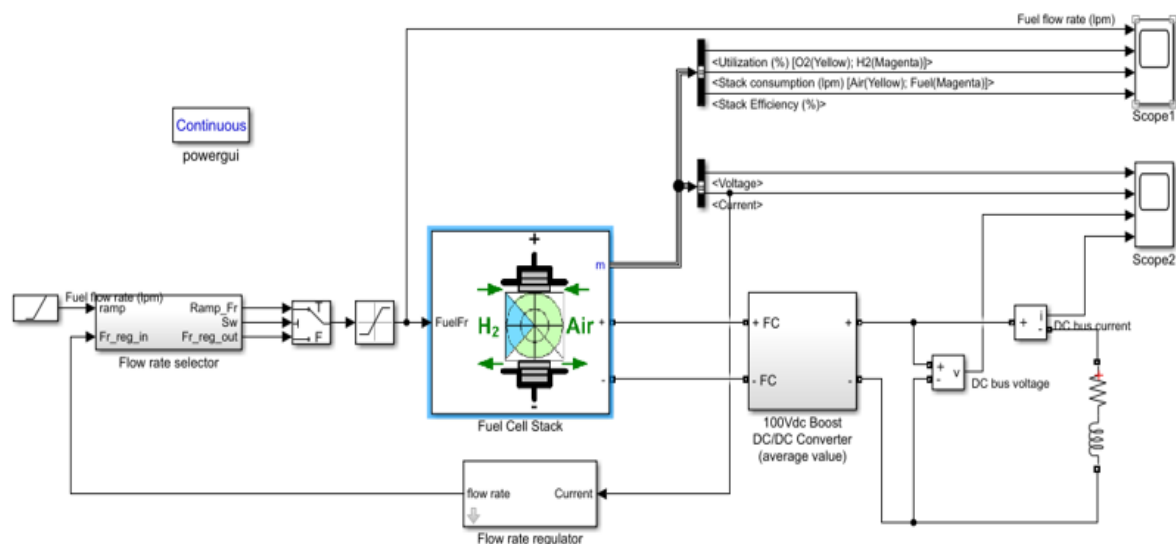 Fuel flow rate (lpm)
<Utilization (%) [O2(Yellow); H2(Magenta)]>
<Stack consumption (lpm) [Air(Yellow; Fuel(Magenta)]>
<Stack Efficiency (%)>
Scope1
Continuous
powergui
<Voltage>
<Current>
Scope2
+
m
Fuel flow rate (lpm)
ramp
Ramp_Fr
Sw
Fr_reg_in
Fr_reg_out
Flow rate selector
T
F
FuelFr
H2
Air
+
-
-
Fuel Cell Stack
+ FC
+
- FC
-
100Vdc Boost
DC/DC Converter
(average value)
+
i
-
DC bus current
+
-
v
DC bus voltage
+
flow rate
Current
Flow rate regulator